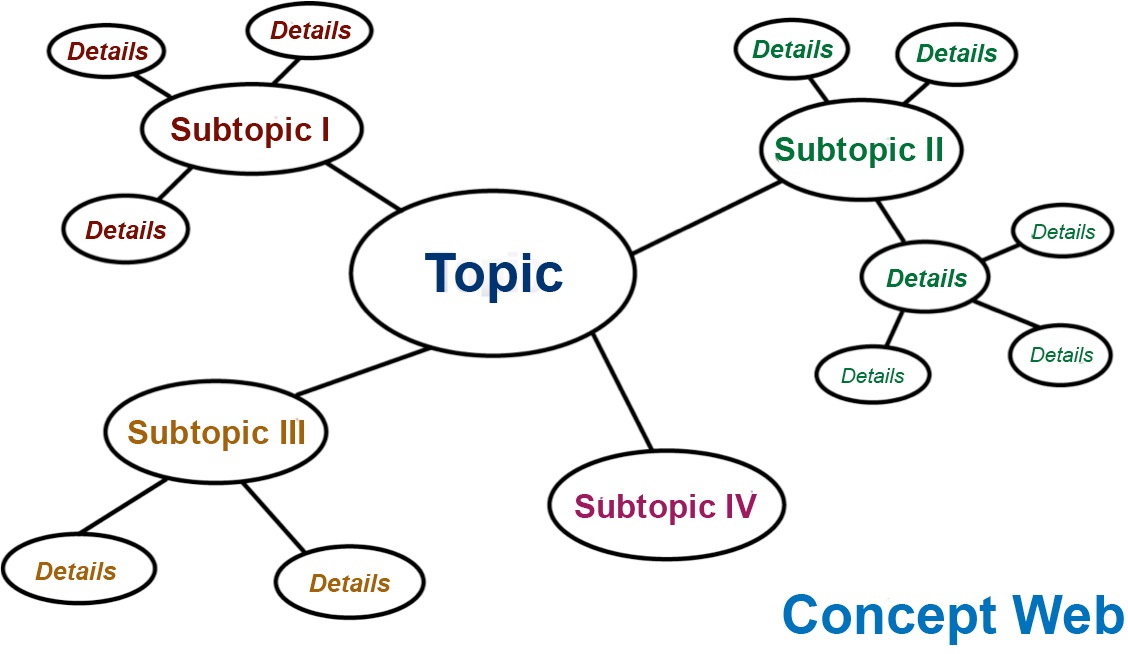 Details
Details
Subtopic I
Details
Details
Details
Subtopic II
Details
Details
Details
Details
Topic
Subtopic III
Details
Details
Subtopic IV
Concept Web